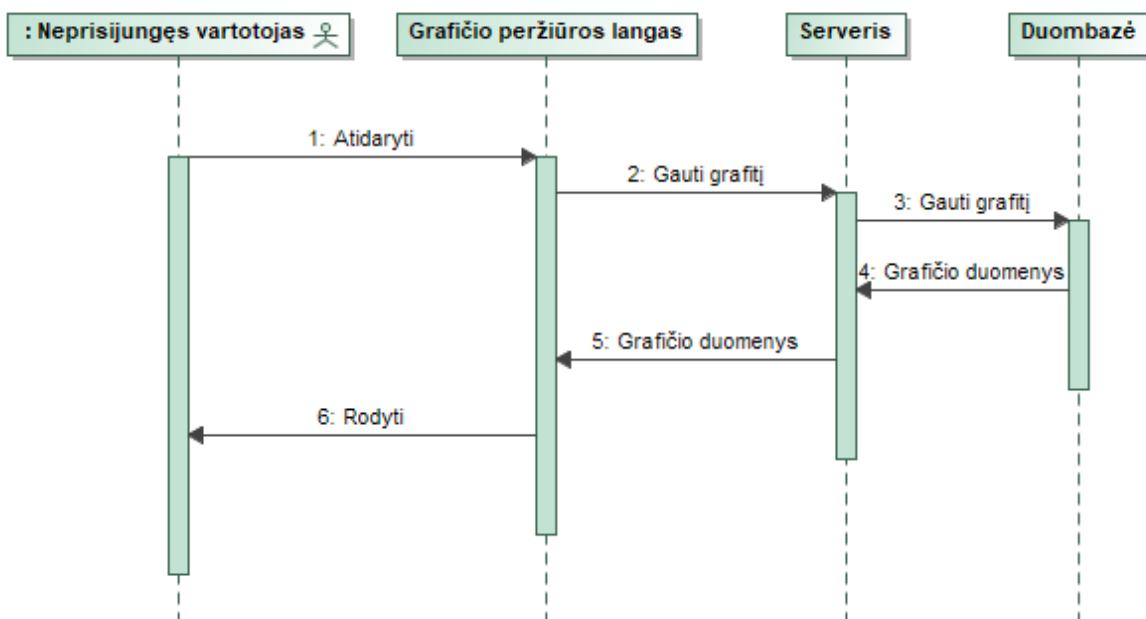 : Neprisijungęs vartotojas
Grafičio peržiūros langas
Serveris
Duombazė
1: Atidaryti
2: Gauti grafitį
3: Gauti grafitį
4: Grafičio duomenys
5: Grafičio duomenys
6: Rodyti